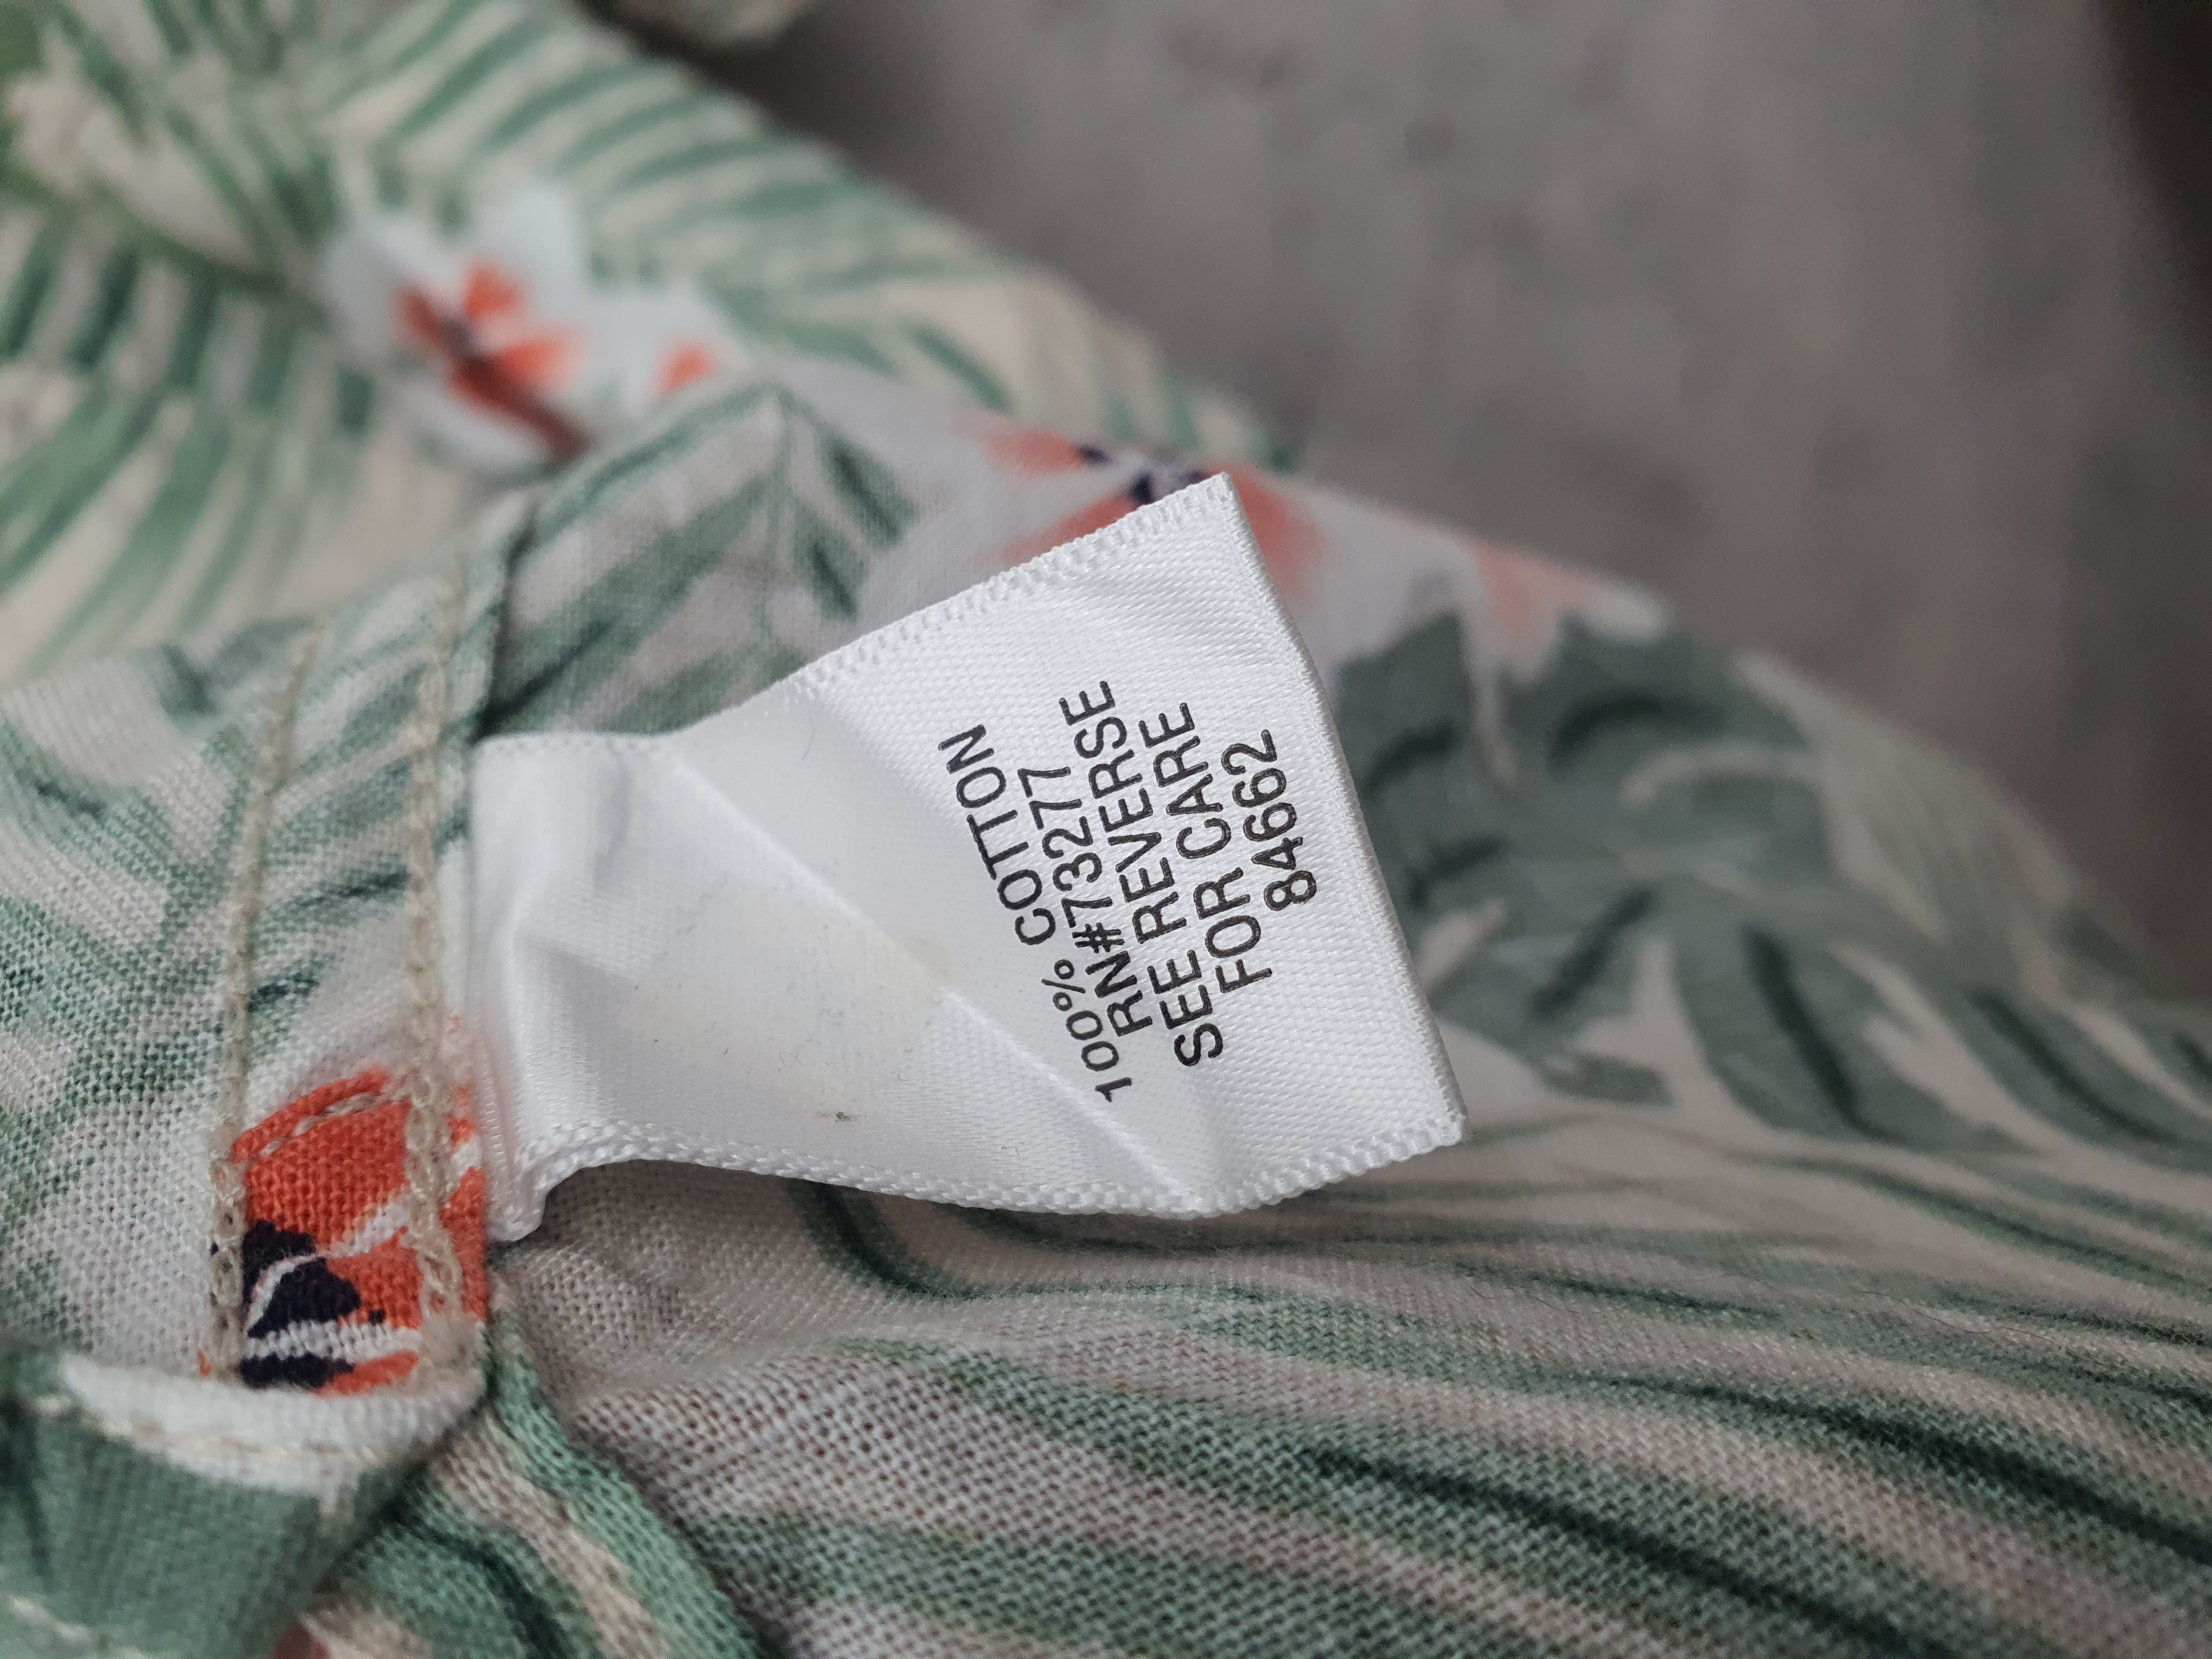 100% COTTON
RN#73277
SEE REVERSE
FOR CARE
84662